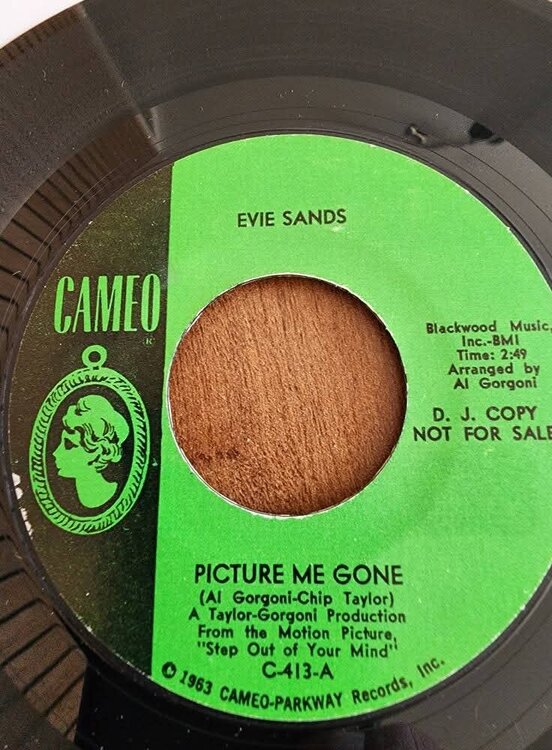 EVIE SANDS
CAMEO
Blackwood Music,
Inc.-BMI
Time: 2:49
Arranged by
Al Gorgoni
D. J. COPY
NOT FOR SALE
PICTURE ME GONE
(Al Gorgoni-Chip Taylor)
A Taylor-Gorgoni Production
From the Motion Picture,
"Step Out of Your Mind"
C-413-A
© 1963 CAMEO-PARKWAY Records, Inc.